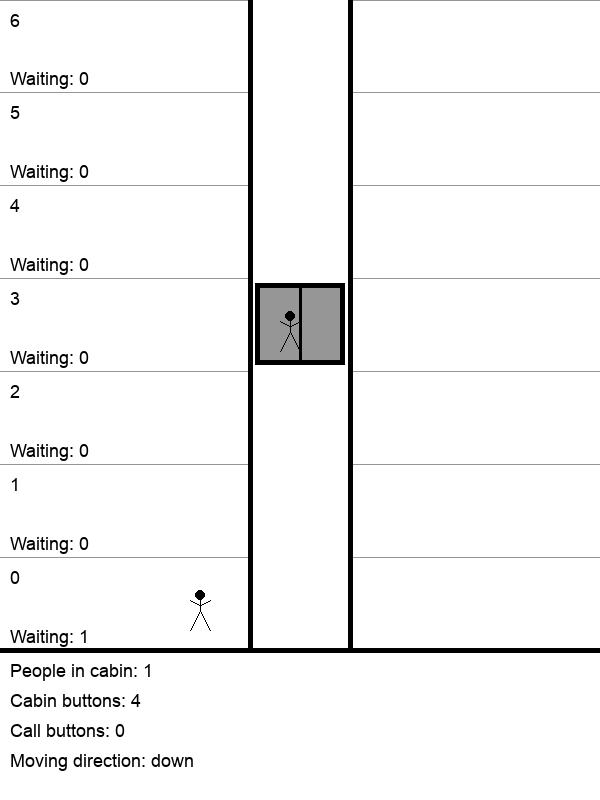 6
Waiting: 0
5
Waiting: 0
4
Waiting: 0
3
Waiting: 0
2
Waiting: 0
1
Waiting: 0
0
Waiting: 1
People in cabin: 1
Cabin buttons: 4
Call buttons: 0
Moving direction: down